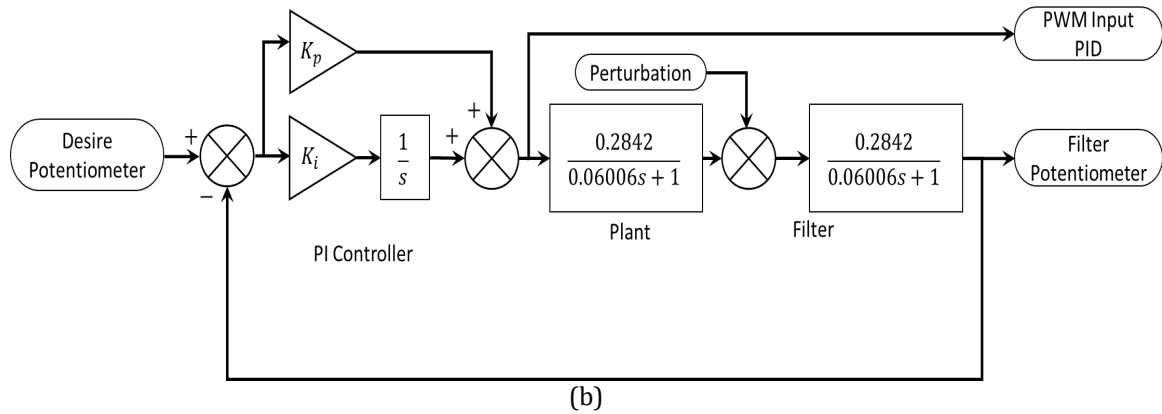 PWM Input
PID
K_p
Perturbation
+
+
Desire
Potentiometer
K_i
1
s
+
0.2842
0.06006s + 1
0.2842
0.06006s + 1
Filter
Potentiometer
−
Plant
Filter
PI Controller
(b)